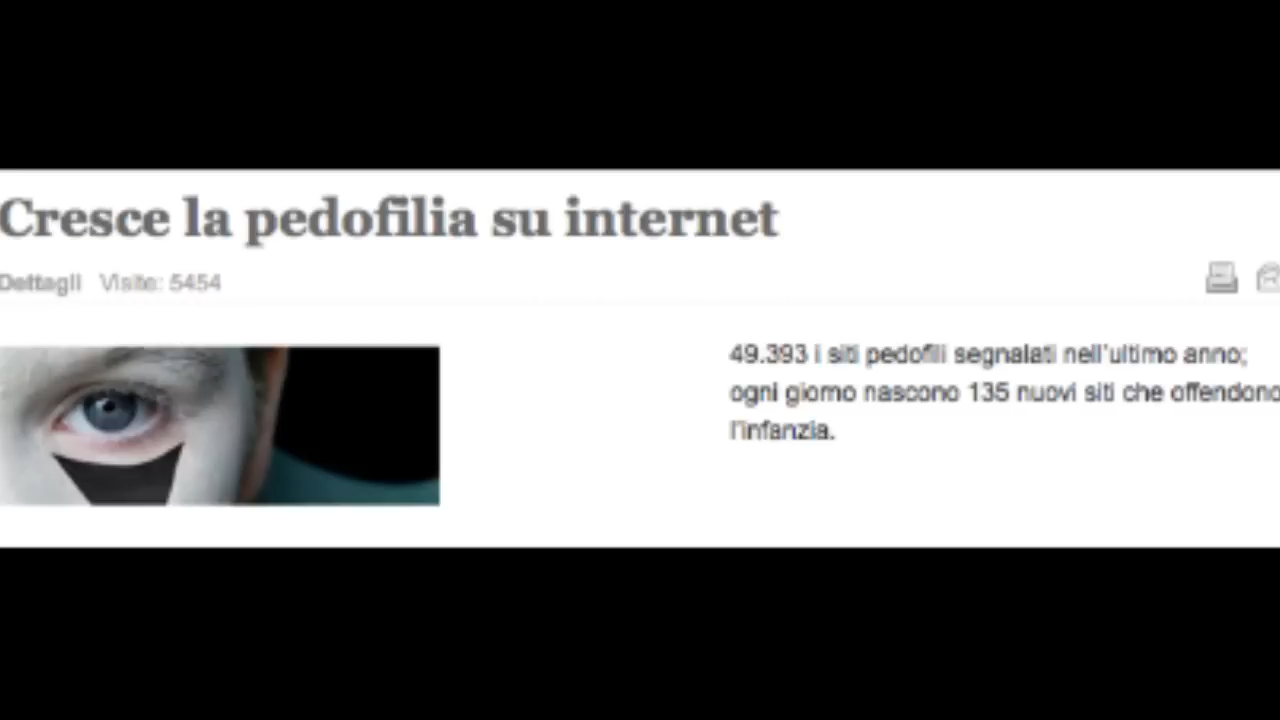 Cresce la pedofilia su internet
Dettagli Visite: 5454
49.393 i siti pedofili segnalati nell'ultimo anno;
ogni giorno nascono 135 nuovi siti che offendono
l'infanzia.